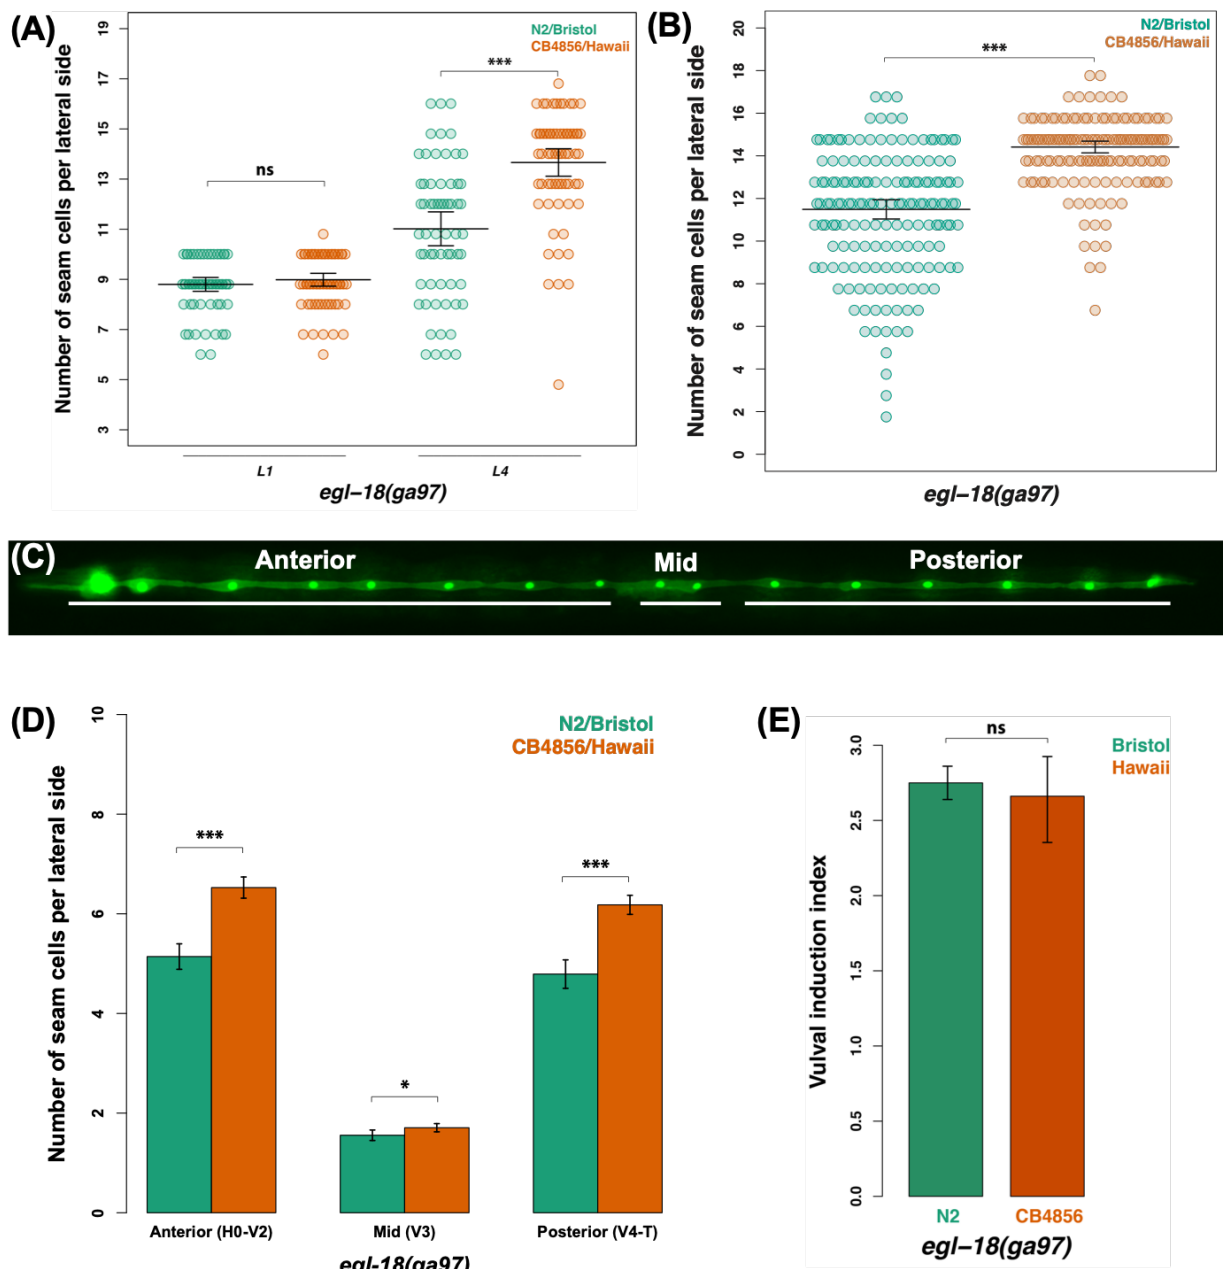 (A)
N2/Bristol
CB4856/Hawaii
Number of seam cells per lateral side
19
17
15
13
11
9
7
5
3
ns
***
L1
L4
egl–18(ga97)
(B)
N2/Bristol
CB4856/Hawaii
Number of seam cells per lateral side
20
18
16
14
12
10
8
6
4
2
0
***
egl–18(ga97)
(C)
Anterior
Mid
Posterior
(D)
N2/Bristol
CB4856/Hawaii
Number of seam cells per lateral side
10
8
6
4
2
0
***
*
***
Anterior (H0-V2)
Mid (V3)
Posterior (V4-T)
egl-18(ga97)
(E)
Bristol
Hawaii
Vulval induction index
3.0
2.5
2.0
1.5
1.0
0.5
0.0
ns
N2
CB4856
egl–18(ga97)